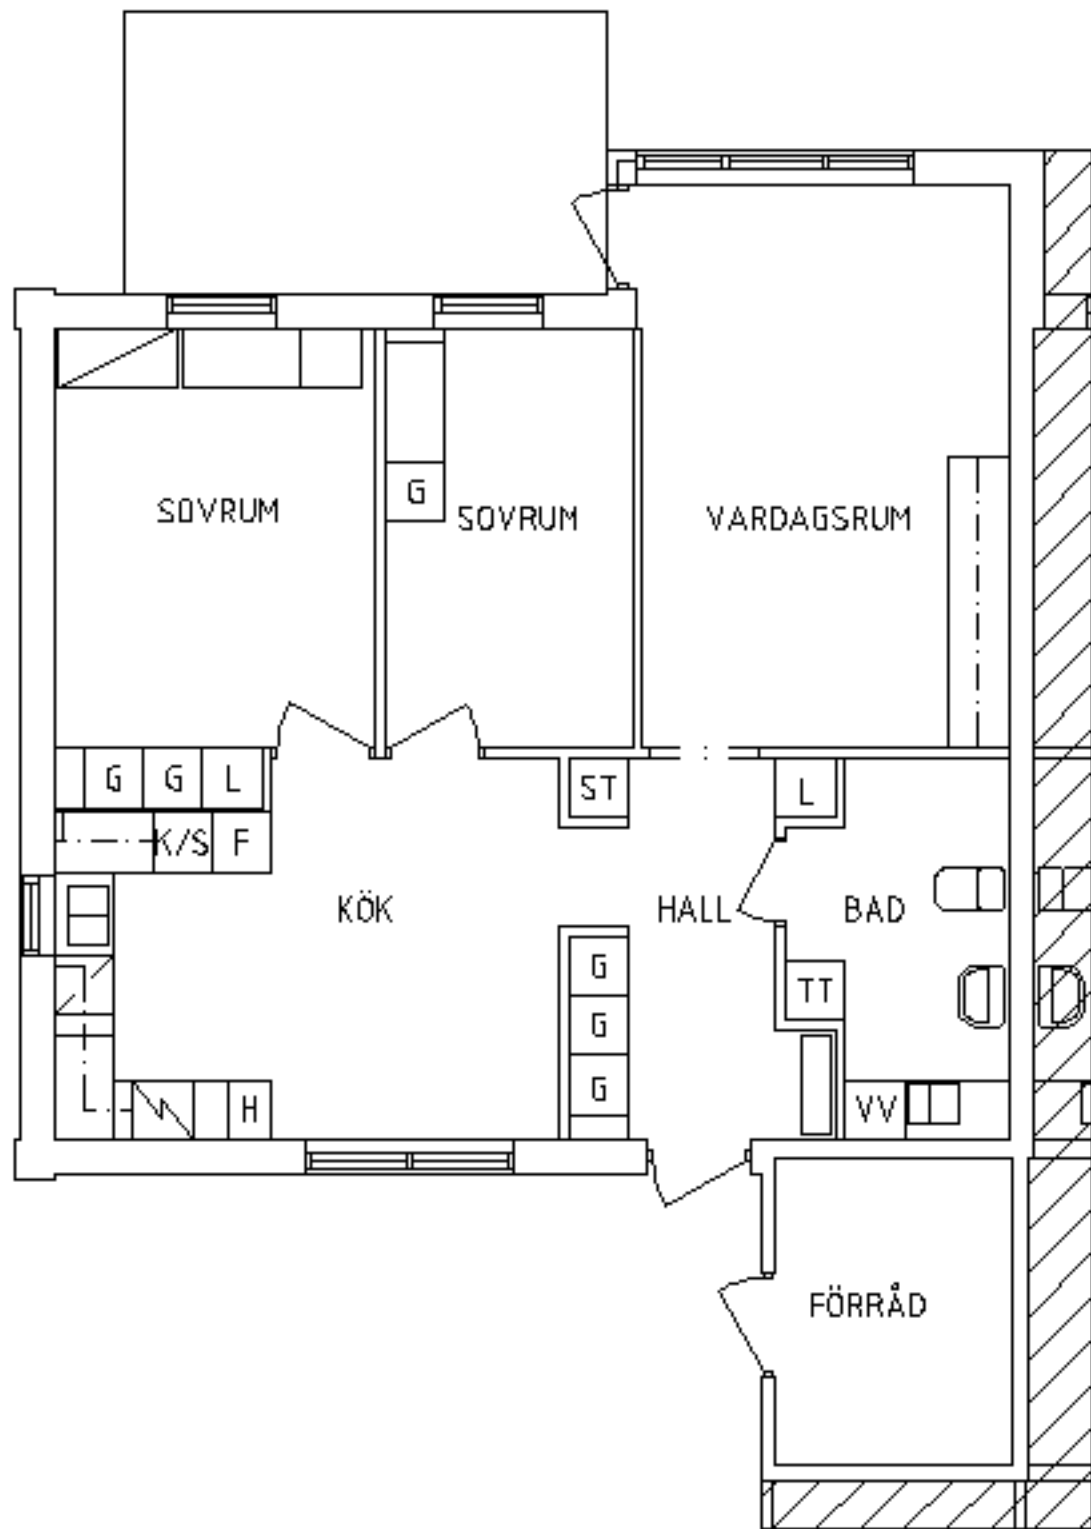 G
SOVRUM
SOVRUM
VARDAGSRUM
G G L
ST
L
K/S F
KÖK
HALL
BAD
G
TT
G
G
H
VV
FÖRRÅD